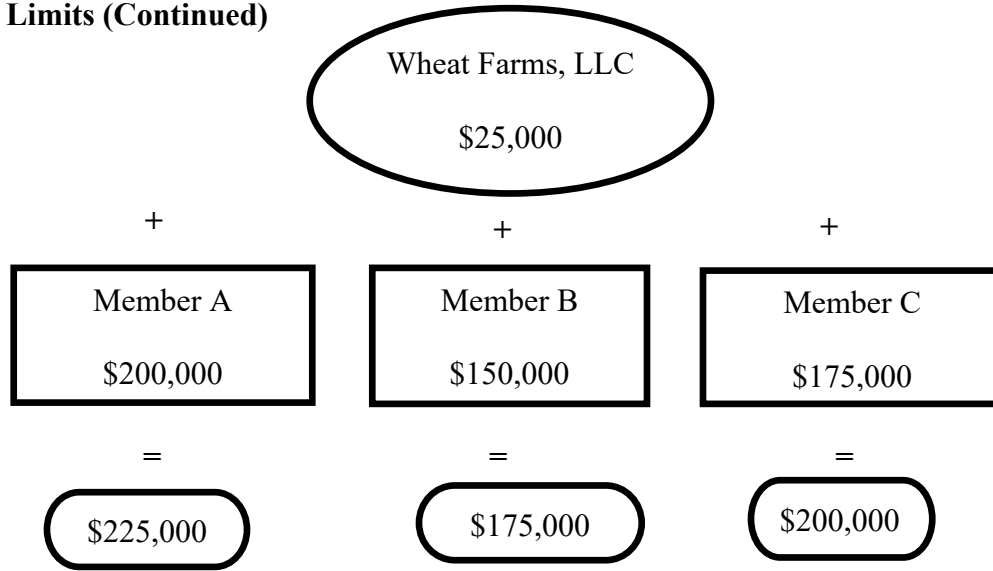 Limits (Continued)
Wheat Farms, LLC
$25,000
+ + +
Member A Member B Member C
$200,000 $150,000 $175,000
= = =
$225,000 $175,000 $200,000